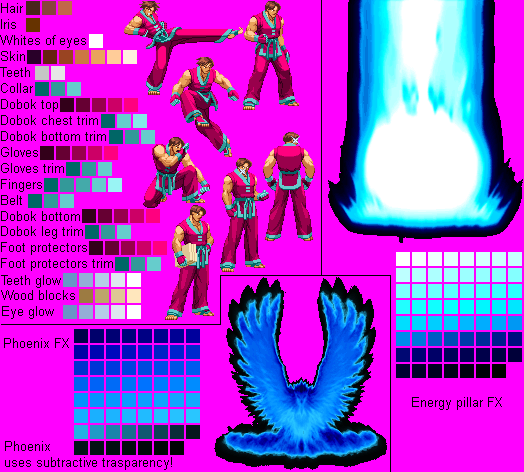 Hair
Iris
Whites of eyes
Skin
Teeth
Collar
Dobok top
Dobok chest trim
Dobok bottom trim
Gloves
Gloves trim
Fingers
Belt
Dobok bottom
Dobok leg trim
Foot protectors
Foot protectors trim
Teeth glow
Wood blocks
Eye glow
Phoenix FX
Phoenix
uses subtractive trasparency!
Energy pillar FX